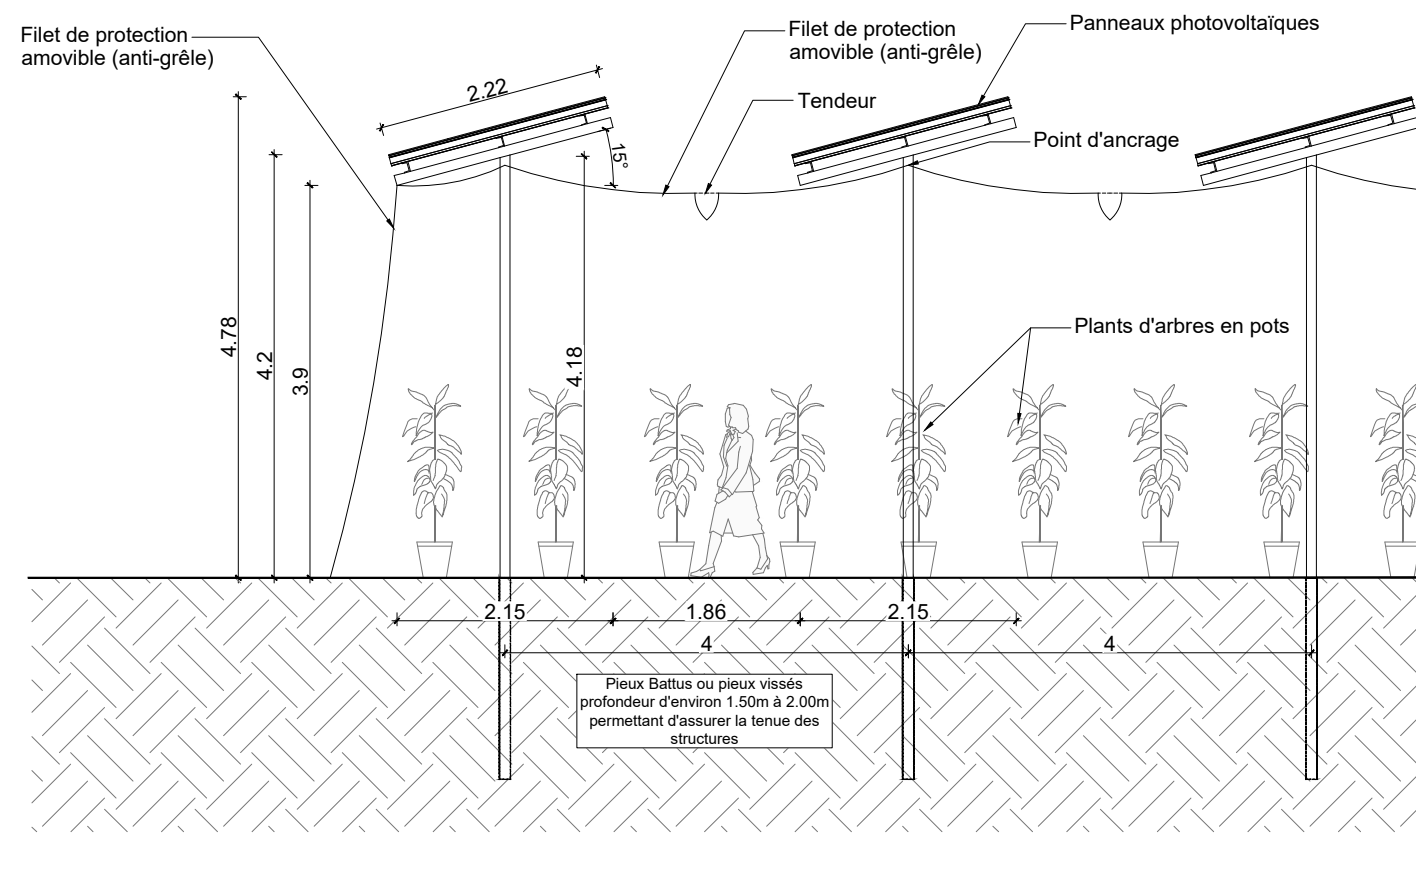 Filet de protection
amovible (anti-grêle)
Filet de protection
amovible (anti-grêle)
Panneaux photovoltaïques
2.22
Tendeur
Point d'ancrage
15°
4.78
4.2
3.9
4.18
Plants d'arbres en pots
2.15
1.86
2.15
4
4
Pieux Battus ou pieux vissés
profondeur d'environ 1.50m à 2.00m
permettant d'assurer la tenue des
structures